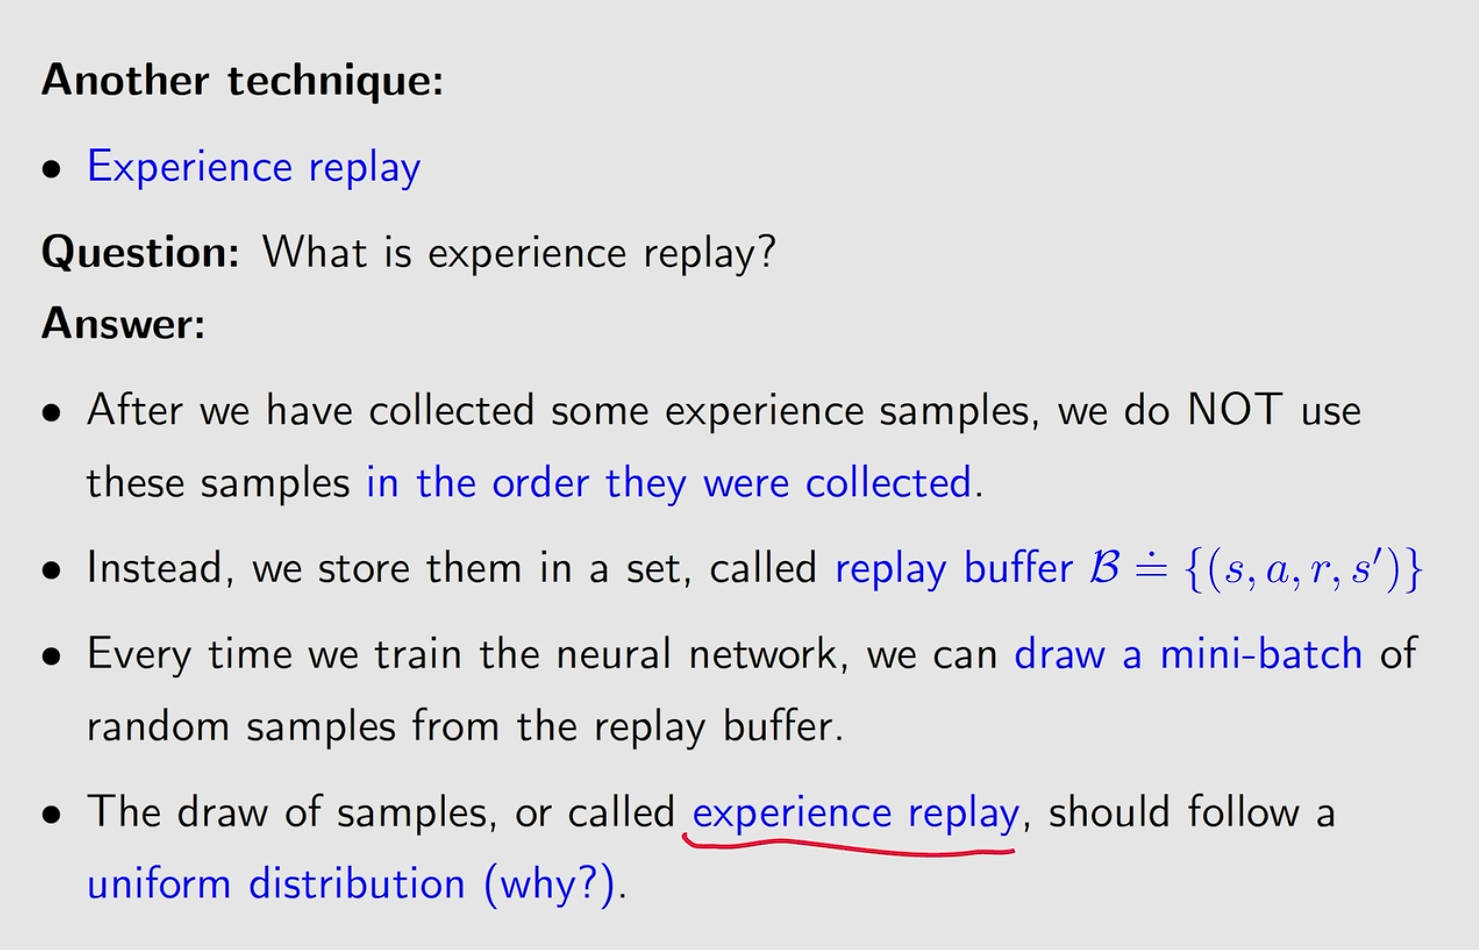 Another technique:
• Experience replay
Question: What is experience replay?
Answer:
• After we have collected some experience samples, we do NOT use
these samples in the order they were collected.
• Instead, we store them in a set, called replay buffer ℬ ≐ {(s, a, r, s′)}
• Every time we train the neural network, we can draw a mini-batch of
random samples from the replay buffer.
• The draw of samples, or called experience replay, should follow a
uniform distribution (why?).